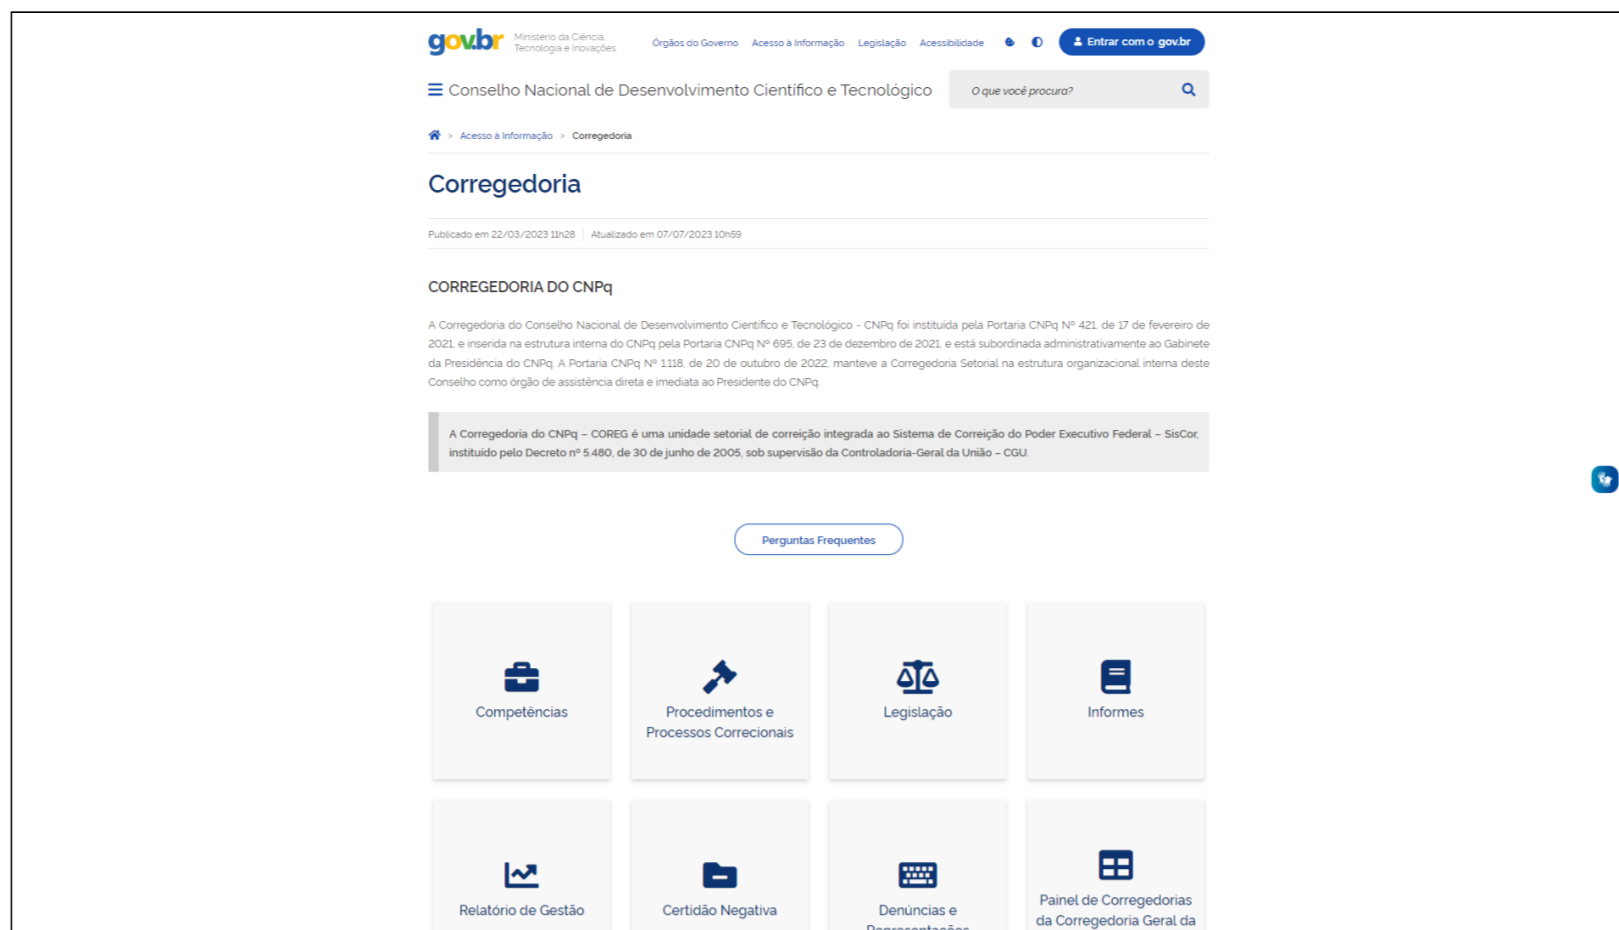 gov.br
Ministério da Ciência,
Tecnologia e Inovações
Órgãos do Governo
Acesso à Informação
Legislação
Acessibilidade
Entrar com o gov.br
Conselho Nacional de Desenvolvimento Científico e Tecnológico
O que você procura?
> Acesso à Informação > Corregedoria
Corregedoria
Publicado em 22/03/2023 11h28
Atualizado em 07/07/2023 10h59
CORREGEDORIA DO CNPq
A Corregedoria do Conselho Nacional de Desenvolvimento Científico e Tecnológico - CNPq foi instituída pela Portaria CNPq Nº 421, de 17 de fevereiro de
2021, e inserida na estrutura interna do CNPq pela Portaria CNPq Nº 695, de 23 de dezembro de 2021, e está subordinada administrativamente ao Gabinete
da Presidência do CNPq. A Portaria CNPq Nº 1.118, de 20 de outubro de 2022, manteve a Corregedoria Setorial na estrutura organizacional interna deste
Conselho como órgão de assistência direta e imediata ao Presidente do CNPq.
A Corregedoria do CNPq – COREG é uma unidade setorial de correição integrada ao Sistema de Correição do Poder Executivo Federal – SisCor,
instituído pelo Decreto nº 5.480, de 30 de junho de 2005, sob supervisão da Controladoria-Geral da União – CGU.
Perguntas Frequentes
Competências
Procedimentos e
Processos Correcionais
Legislação
Informes
Relatório de Gestão
Certidão Negativa
Denúncias e
Representações
Painel de Corregedorias
da Corregedoria Geral da